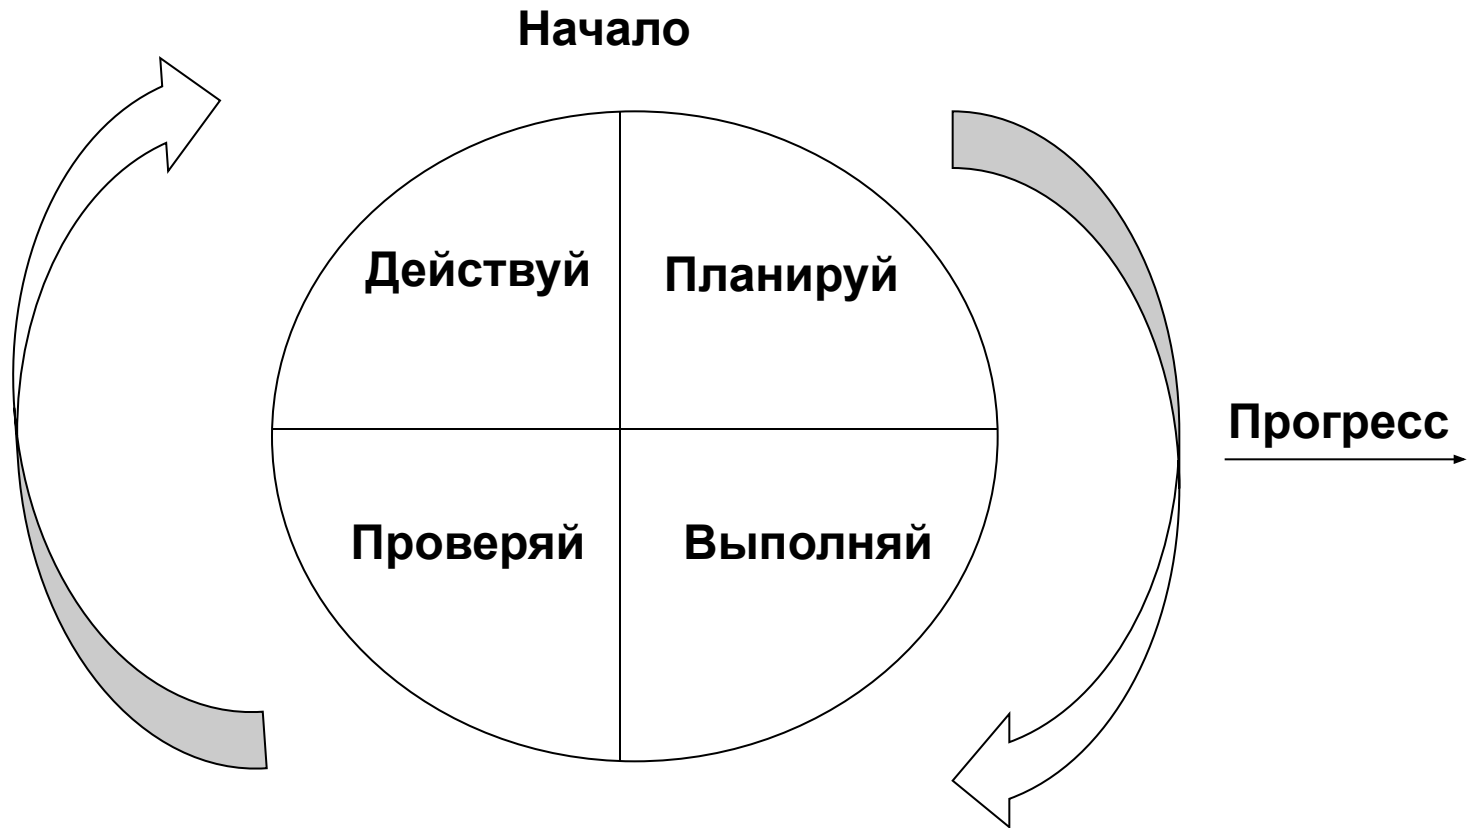 Начало
Действуй
Планируй
Прогресс
Проверяй
Выполняй